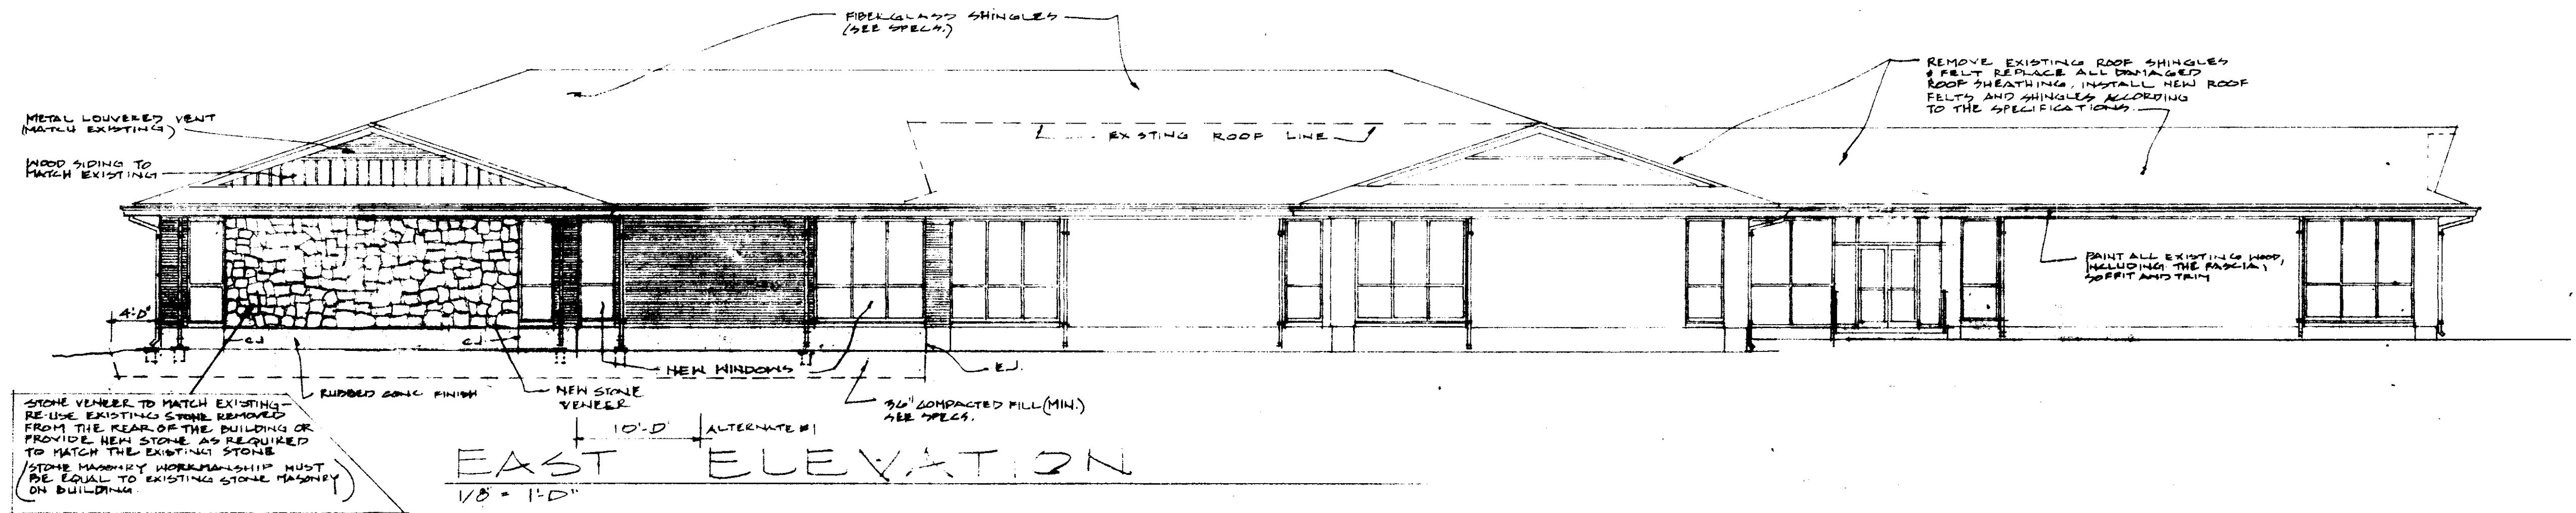 FIBERGLASS SHINGLES
(SEE SPECS.)
REMOVE EXISTING ROOF SHINGLES
& FELT REPLACE ALL DAMAGED
ROOF SHEATHING, INSTALL NEW ROOF
FELTS AND SHINGLES ACCORDING
TO THE SPECIFICATIONS.
METAL LOUVERED VENT
(MATCH EXISTING)
EXISTING ROOF LINE
WOOD SIDING TO
MATCH EXISTING
PAINT ALL EXISTING WOOD,
INCLUDING THE FASCIA,
SOFFIT AND TRIM
4'-0"
CJ
CJ
NEW WINDOWS
EJ.
RUBBED CONC FINISH
NEW STONE
VENEER
36" COMPACTED FILL (MIN.)
SEE SPECS.
STONE VENEER TO MATCH EXISTING-
RE-USE EXISTING STONE REMOVED
FROM THE REAR OF THE BUILDING OR
PROVIDE NEW STONE AS REQUIRED
TO MATCH THE EXISTING STONE
(STONE MASONRY WORKMANSHIP MUST
BE EQUAL TO EXISTING STONE MASONRY
ON BUILDING.)
10'-0" ALTERNATE #1
EAST ELEVATION
1/8" = 1'-0"